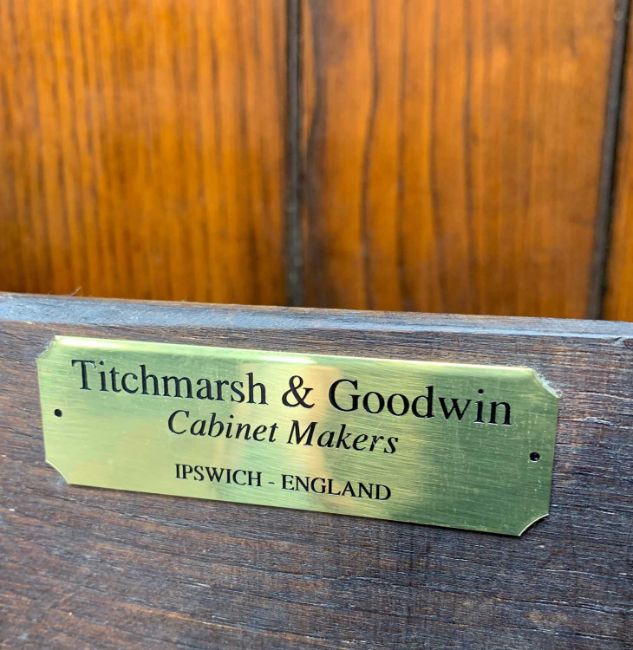 Titchmarsh & Goodwin
Cabinet Makers
IPSWICH - ENGLAND